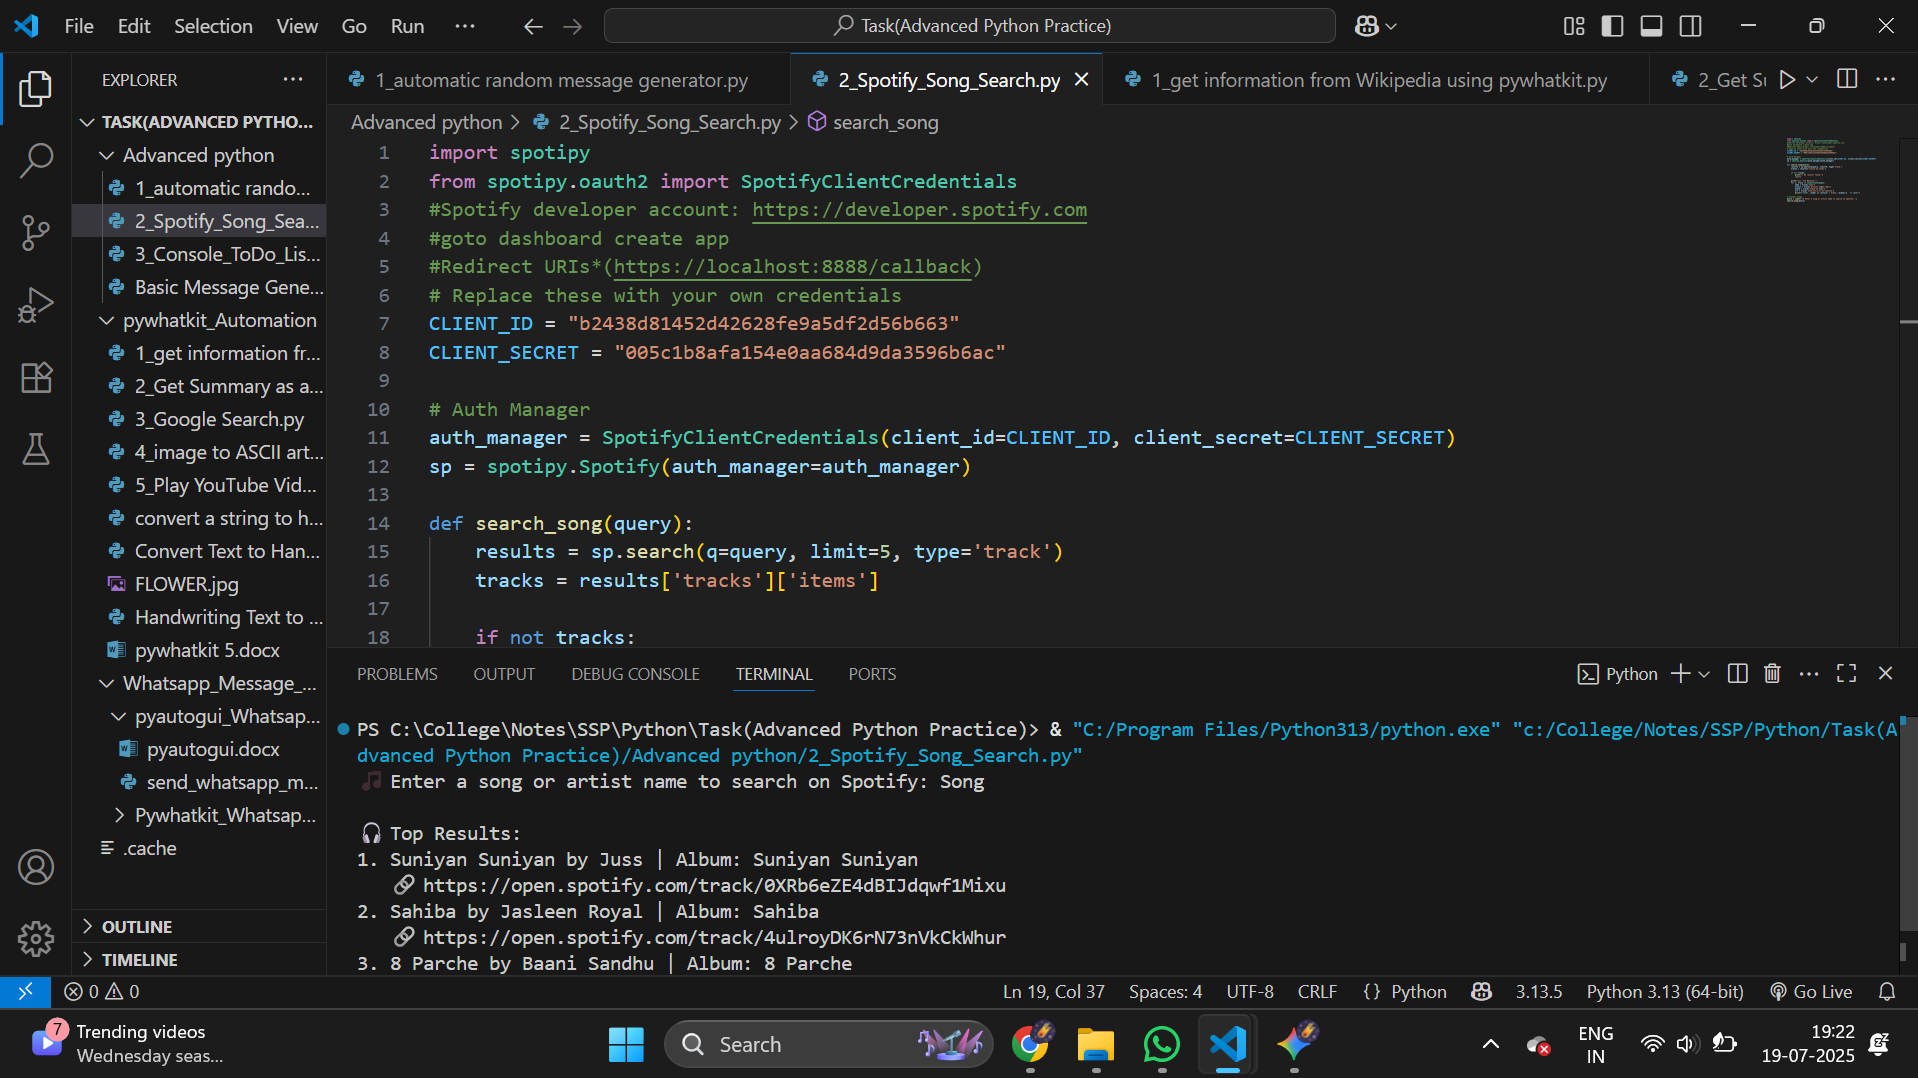 File Edit Selection View Go Run ···
Task(Advanced Python Practice)
EXPLORER ···
TASK(ADVANCED PYTHO...
Advanced python
1_automatic rando...
2_Spotify_Song_Sea...
3_Console_ToDo_Lis...
Basic Message Gene...
pywhatkit_Automation
1_get information fr...
2_Get Summary as a...
3_Google Search.py
4_image to ASCII art...
5_Play YouTube Vid...
convert a string to h...
Convert Text to Han...
FLOWER.jpg
Handwriting Text to ...
pywhatkit 5.docx
Whatsapp_Message_...
pyautogui_Whatsap...
pyautogui.docx
send_whatsapp_m...
Pywhatkit_Whatsap...
.cache
OUTLINE
TIMELINE
1_automatic random message generator.py 2_Spotify_Song_Search.py 1_get information from Wikipedia using pywhatkit.py 2_Get Su
Advanced python > 2_Spotify_Song_Search.py > search_song
1 import spotipy
2 from spotipy.oauth2 import SpotifyClientCredentials
3 #Spotify developer account: https://developer.spotify.com
4 #goto dashboard create app
5 #Redirect URIs*(https://localhost:8888/callback)
6 # Replace these with your own credentials
7 CLIENT_ID = "b2438d81452d42628fe9a5df2d56b663"
8 CLIENT_SECRET = "005c1b8afa154e0aa684d9da3596b6ac"
9
10 # Auth Manager
11 auth_manager = SpotifyClientCredentials(client_id=CLIENT_ID, client_secret=CLIENT_SECRET)
12 sp = spotipy.Spotify(auth_manager=auth_manager)
13
14 def search_song(query):
15 results = sp.search(q=query, limit=5, type='track')
16 tracks = results['tracks']['items']
17
18 if not tracks:
PROBLEMS OUTPUT DEBUG CONSOLE TERMINAL PORTS
Python
PS C:\College\Notes\SSP\Python\Task(Advanced Python Practice)> & "C:/Program Files/Python313/python.exe" "c:/College/Notes/SSP/Python/Task(A
dvanced Python Practice)/Advanced python/2_Spotify_Song_Search.py"
🎵 Enter a song or artist name to search on Spotify: Song
🎧 Top Results:
1. Suniyan Suniyan by Juss | Album: Suniyan Suniyan
🔗 https://open.spotify.com/track/0XRb6eZE4dBIJdqwf1Mixu
2. Sahiba by Jasleen Royal | Album: Sahiba
🔗 https://open.spotify.com/track/4ulroyDK6rN73nVkCkWhur
3. 8 Parche by Baani Sandhu | Album: 8 Parche
0 0
Ln 19, Col 37 Spaces: 4 UTF-8 CRLF {} Python 3.13.5 Python 3.13 (64-bit) Go Live
7
Trending videos
Wednesday seas...
Search
ENG
IN
19:22
19-07-2025